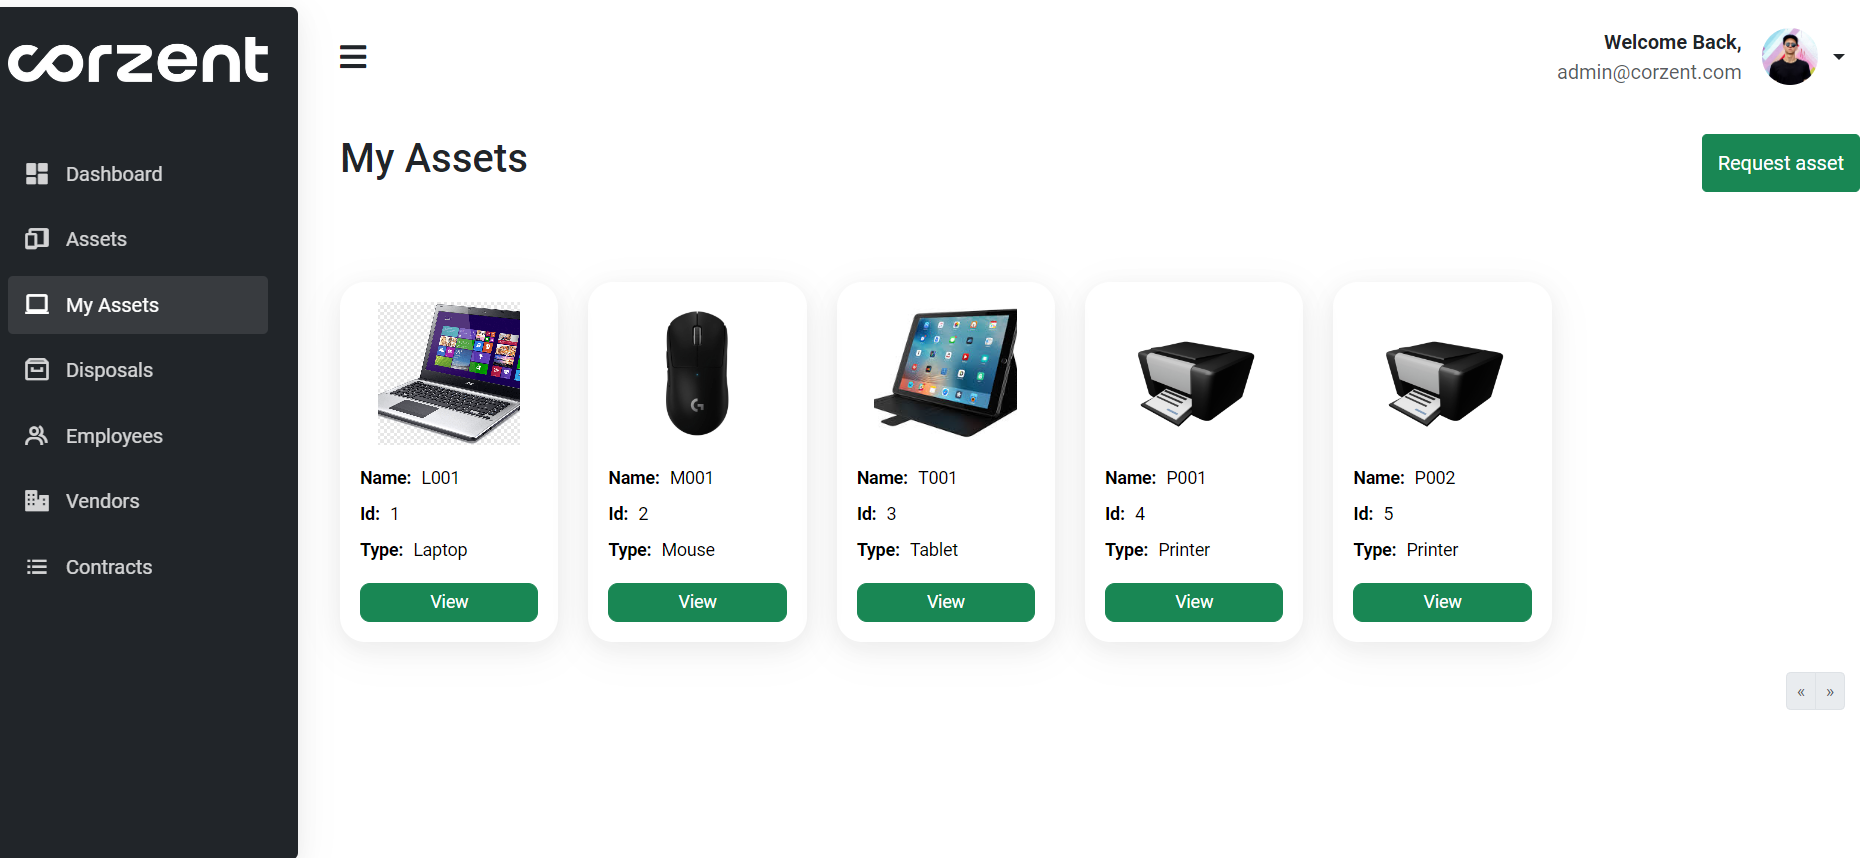 corzent
Welcome Back,
admin@corzent.com
Dashboard
Assets
My Assets
Disposals
Employees
Vendors
Contracts
My Assets
Request asset
Name: L001
Id: 1
Type: Laptop
View
Name: M001
Id: 2
Type: Mouse
View
Name: T001
Id: 3
Type: Tablet
View
Name: P001
Id: 4
Type: Printer
View
Name: P002
Id: 5
Type: Printer
View
« »